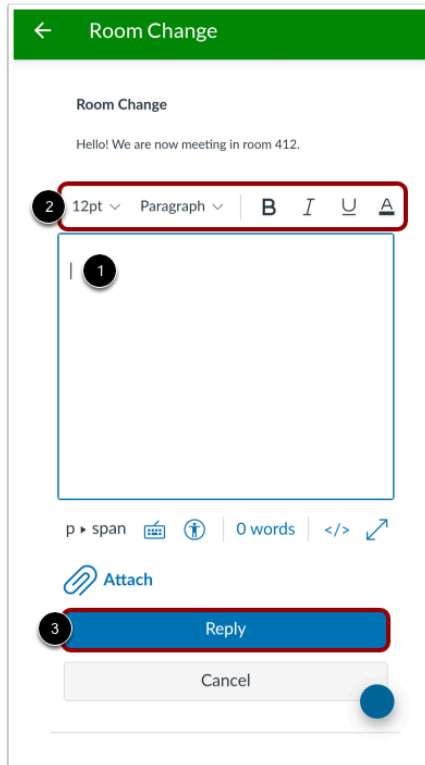 Room Change
Room Change
Hello! We are now meeting in room 412.
2 12pt Paragraph B I U A
1
p ▸ span 0 words </>
Attach
3 Reply
Cancel